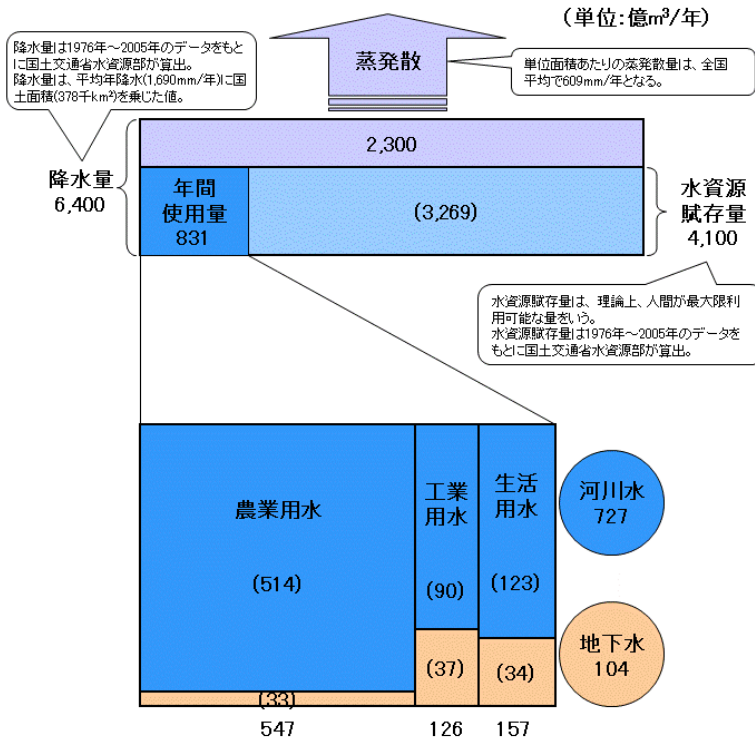 (単位:億m³/年)
降水量は1976年~2005年のデータをもと
に国土交通省水資源部が算出。
降水量は、平均年降水(1,690mm/年)に国
土面積(378千km²)を乗じた値。
蒸発散
単位面積あたりの蒸発散量は、全国
平均で609mm/年となる。
2,300
降水量
6,400
年間
使用量
831
(3,269)
水資源
賦存量
4,100
水資源賦存量は、理論上、人間が最大限利
用可能な量をいう。
水資源賦存量は1976年~2005年のデータを
もとに国土交通省水資源部が算出。
農業用水
(514)
(33)
547
工業
用水
(90)
(37)
126
生活
用水
(123)
(34)
157
河川水
727
地下水
104